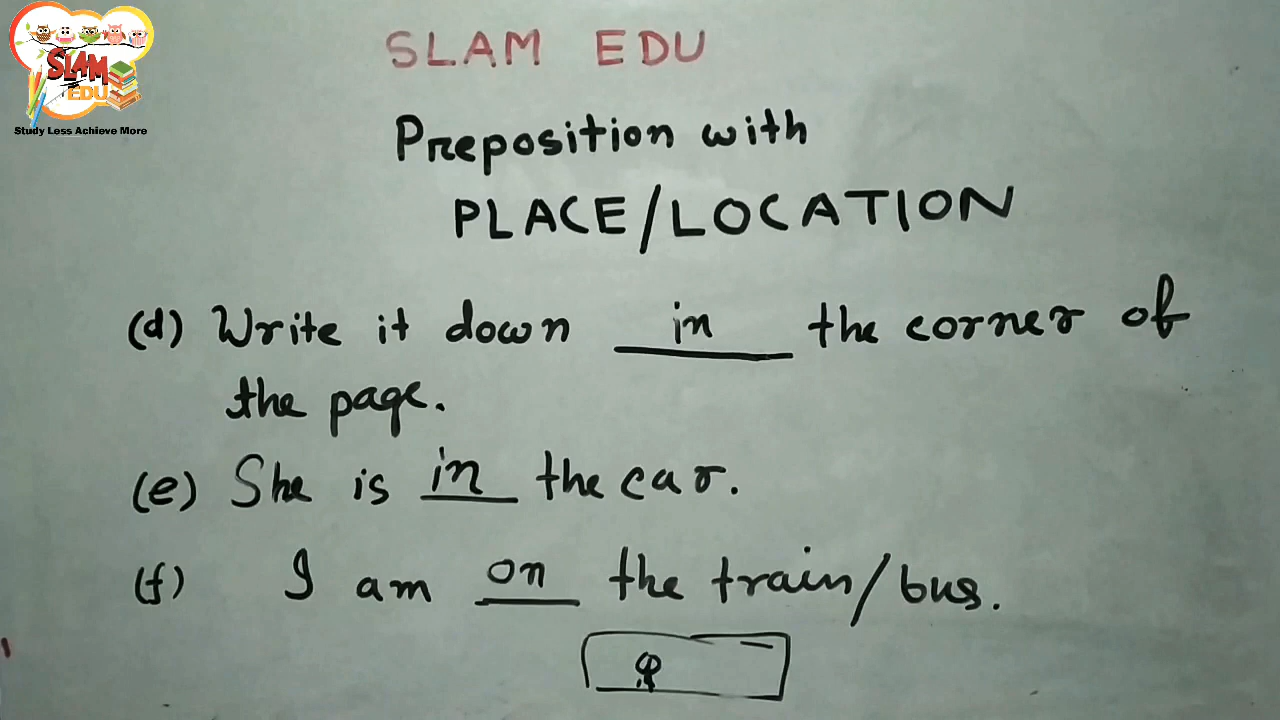 SLAM EDU
Study Less Achieve More
SLAM EDU
Preposition with
PLACE/LOCATION
(d) Write it down in the corner of
the page.
(e) She is in the car.
(f) I am on the train/bus.